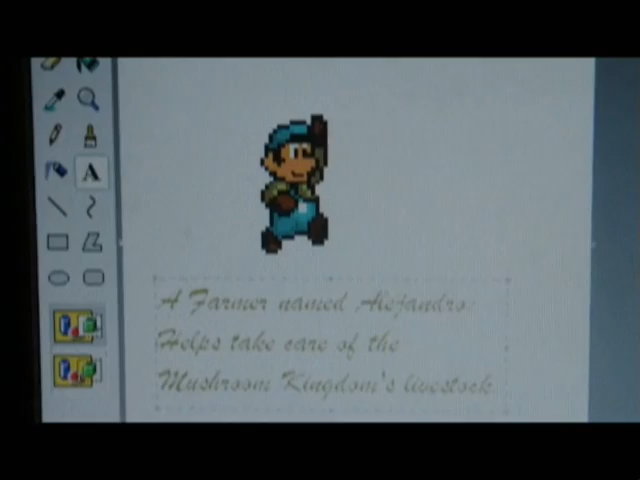 A
A Farmer named Alejandro.
Helps take care of the
Mushroom Kingdom's livestock.